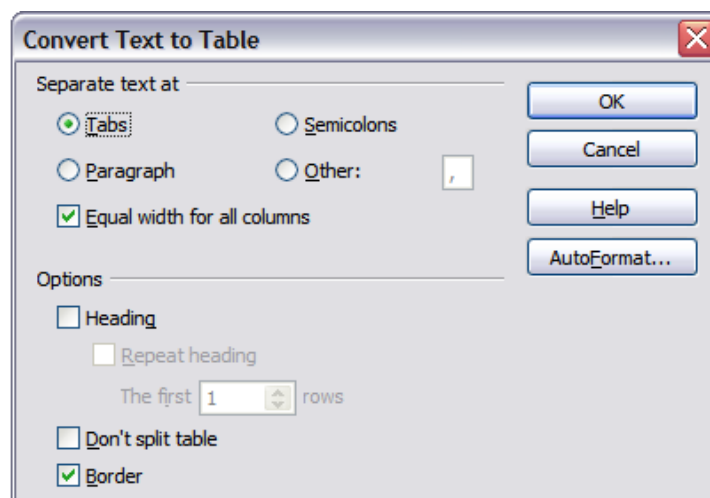 Convert Text to Table
Separate text at
Tabs
Semicolons
Paragraph
Other:
,
Equal width for all columns
OK
Cancel
Help
AutoFormat...
Options
Heading
Repeat heading
The first 1 rows
Don't split table
Border